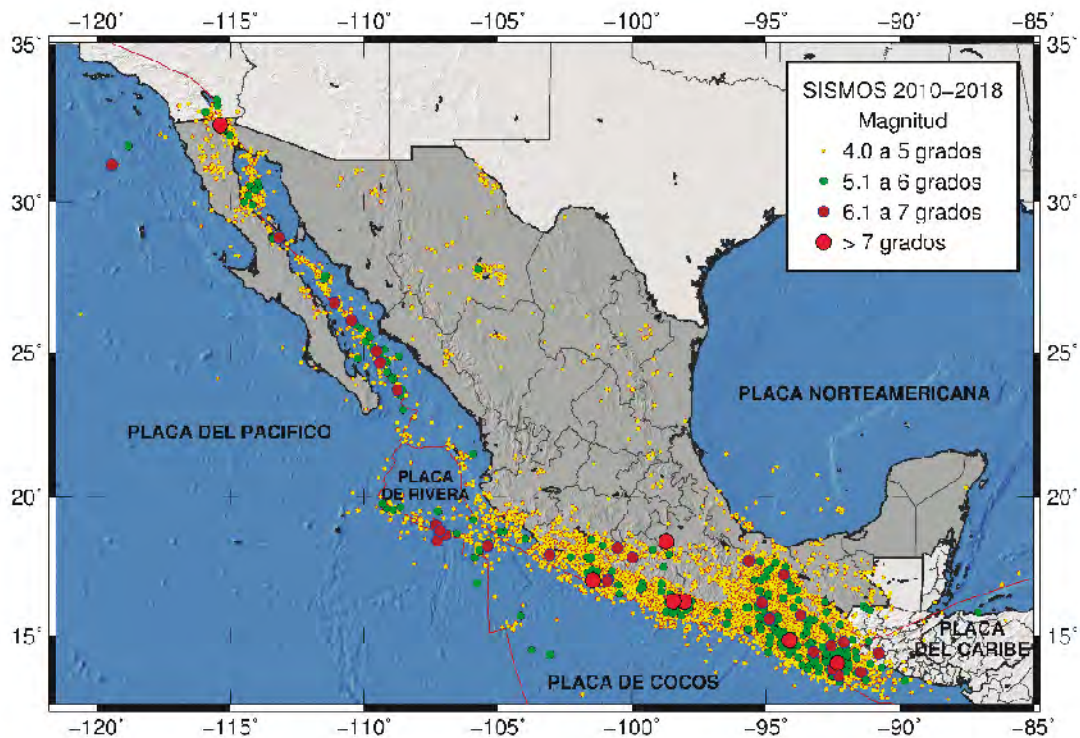 −120˚ −115˚ −110˚ −105˚ −100˚ −95˚ −90˚ −85˚
35˚ 35˚
SISMOS 2010−2018
Magnitud
4.0 a 5 grados
5.1 a 6 grados
6.1 a 7 grados
> 7 grados
30˚ 30˚
25˚ 25˚
PLACA NORTEAMERICANA
PLACA DEL PACIFICO
PLACA
DE RIVERA
20˚ 20˚
15˚ 15˚
PLACA
DEL CARIBE
PLACA DE COCOS
−120˚ −115˚ −110˚ −105˚ −100˚ −95˚ −90˚ −85˚